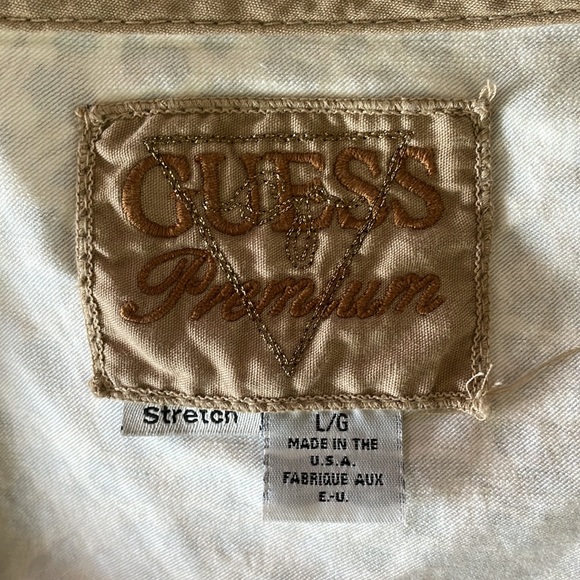 GUESS
Premium
Stretch
L/G
MADE IN THE
U.S.A.
FABRIQUE AUX
E.-U.